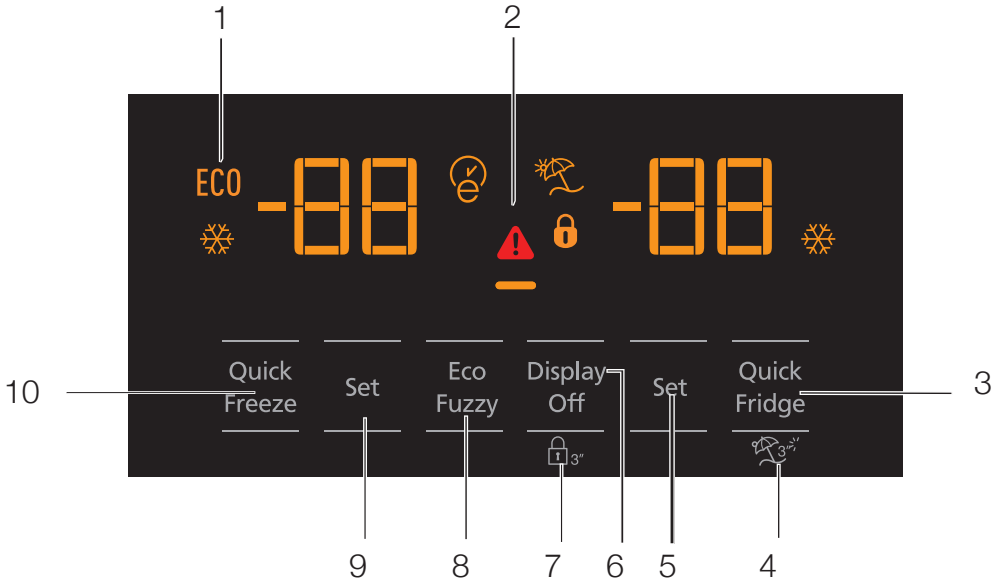 1
2
ECO
-88
e
-88
Quick Freeze
Set
Eco Fuzzy
Display Off
Set
Quick Fridge
10
3
3"
3"
9
8
7
6
5
4